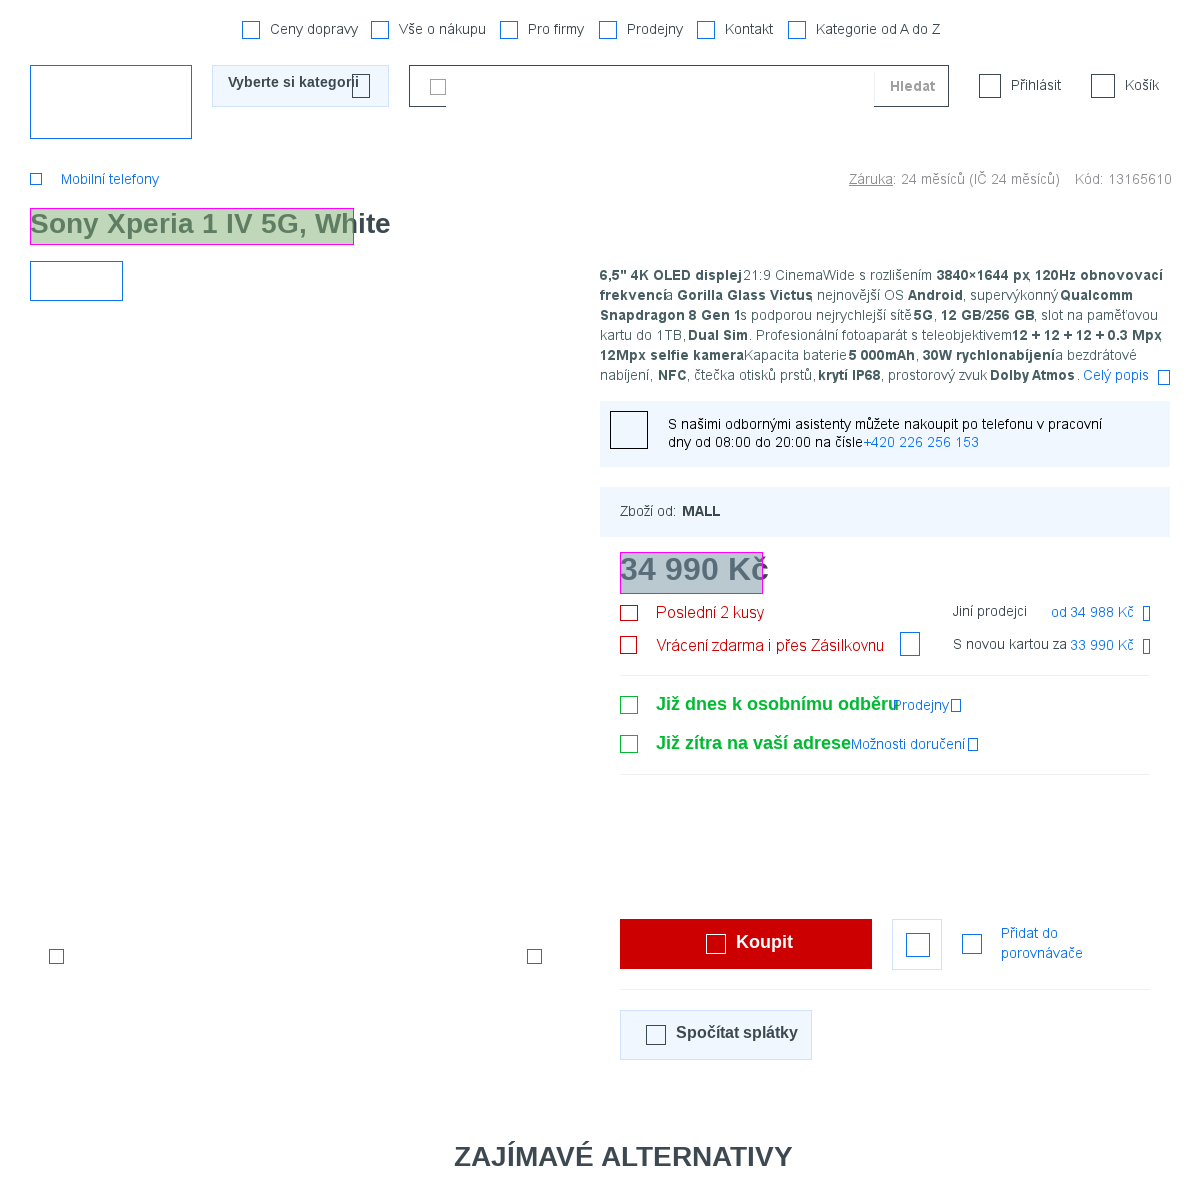 Ceny dopravy Vše o nákupu Pro firmy Prodejny Kontakt Kategorie od A do Z
Vyberte si kategorii Hledat Přihlásit Košík
Mobilní telefony Záruka: 24 měsíců (IČ 24 měsíců) Kód: 13165610
Sony Xperia 1 IV 5G, White
6,5" 4K OLED displej 21:9 CinemaWide s rozlišením 3840×1644 px, 120Hz obnovovací
frekvencí a Gorilla Glass Victus, nejnovější OS Android, supervýkonný Qualcomm
Snapdragon 8 Gen 1 s podporou nejrychlejší sítě 5G, 12 GB/256 GB, slot na paměťovou
kartu do 1TB, Dual Sim. Profesionální fotoaparát s teleobjektivem 12 + 12 + 12 + 0.3 Mpx,
12Mpx selfie kamera Kapacita baterie 5 000mAh, 30W rychlonabíjení a bezdrátové
nabíjení, NFC, čtečka otisků prstů, krytí IP68, prostorový zvuk Dolby Atmos. Celý popis
S našimi odbornými asistenty můžete nakoupit po telefonu v pracovní
dny od 08:00 do 20:00 na čísle +420 226 256 153
Zboží od: MALL
34 990 Kč
Poslední 2 kusy Jiní prodejci od 34 988 Kč
Vrácení zdarma i přes Zásilkovnu S novou kartou za 33 990 Kč
Již dnes k osobnímu odběru Prodejny
Již zítra na vaší adrese Možnosti doručení
Koupit Přidat do
porovnávače
Spočítat splátky
ZAJÍMAVÉ ALTERNATIVY